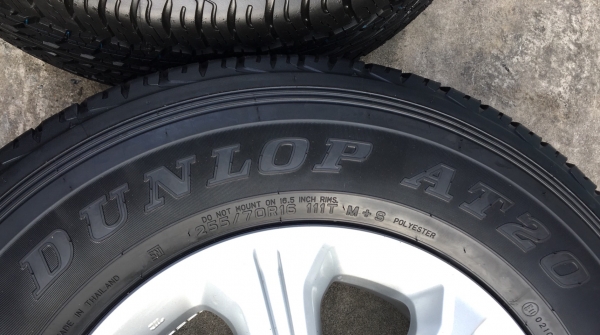 DUNLOP AT20
DO NOT MOUNT ON 16.5 INCH RIMS.
265/70R16 111T M+S POLYESTER
MADE IN THAILAND